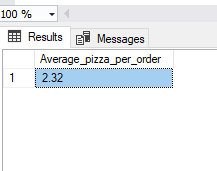 100 %
Results Messages
Average_pizza_per_order
1 2.32